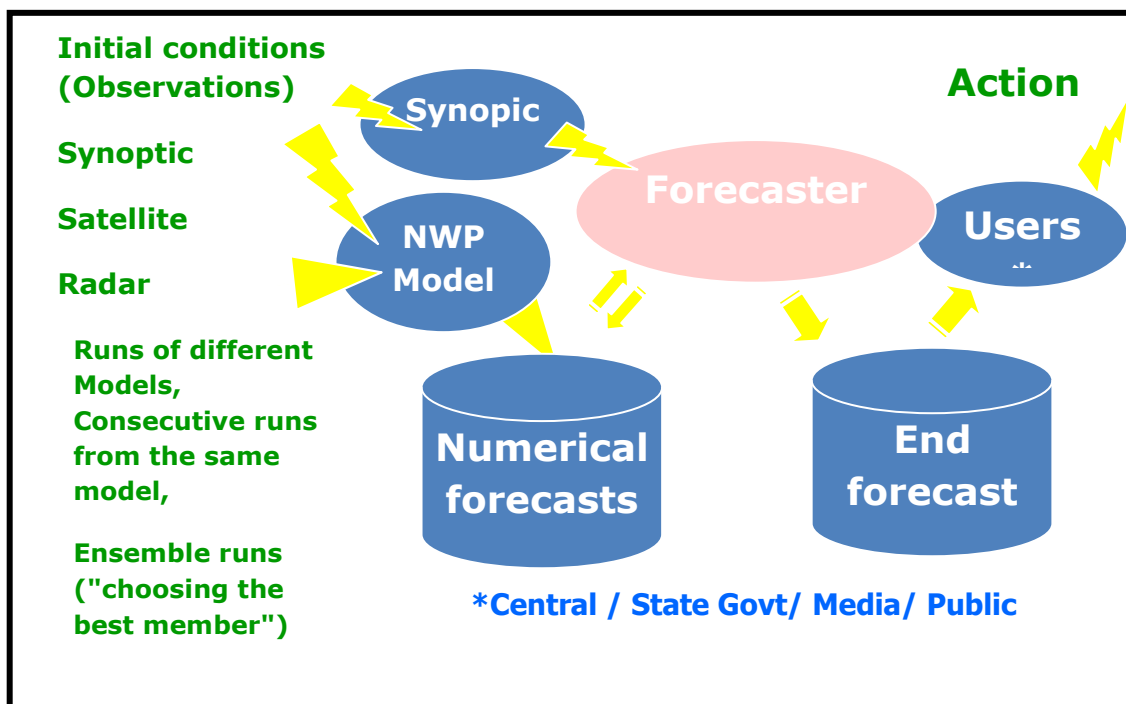 Initial conditions
(Observations)
Synoptic
Satellite
Radar
Runs of different
Models,
Consecutive runs
from the same
model,
Ensemble runs
("choosing the
best member")
Synopic
NWP
Model
Forecaster
Action
Users
*
Numerical
forecasts
End
forecast
*Central / State Govt/ Media/ Public